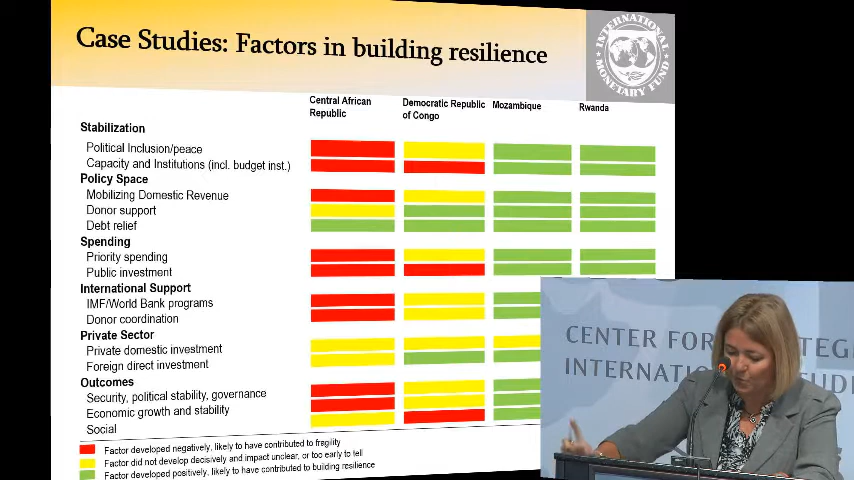 Case Studies: Factors in building resilience
INTERNATIONAL MONETARY FUND
Central African Republic
Democratic Republic of Congo
Mozambique
Rwanda
Stabilization
Political Inclusion/peace
Capacity and Institutions (incl. budget inst.)
Policy Space
Mobilizing Domestic Revenue
Donor support
Debt relief
Spending
Priority spending
Public investment
International Support
IMF/World Bank programs
Donor coordination
Private Sector
Private domestic investment
Foreign direct investment
Outcomes
Security, political stability, governance
Economic growth and stability
Social
Factor developed negatively, likely to have contributed to fragility
Factor did not develop decisively and impact unclear, or too early to tell
Factor developed positively, likely to have contributed to building resilience
CENTER FOR TEG
INTERNATIO UDI